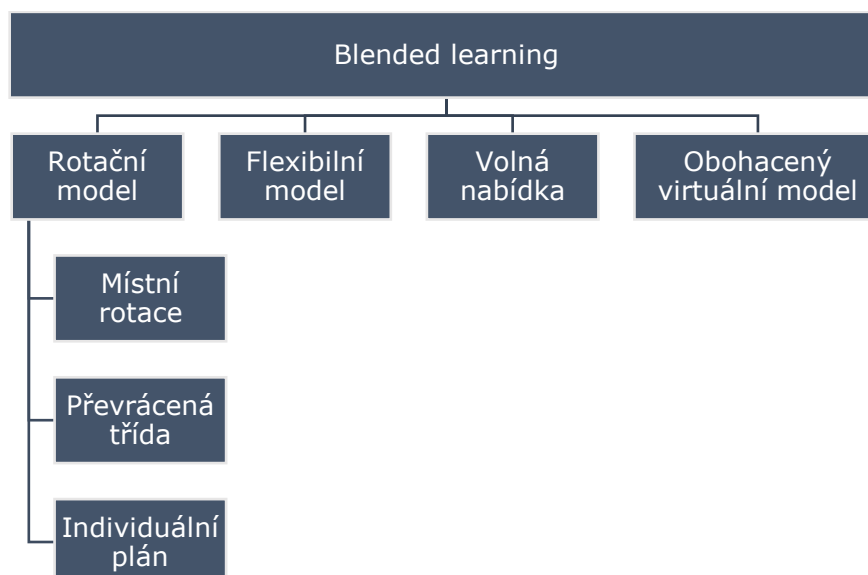 Blended learning
Rotační
model
Flexibilní
model
Volná
nabídka
Obohacený
virtuální model
Místní
rotace
Převrácená
třída
Individuální
plán